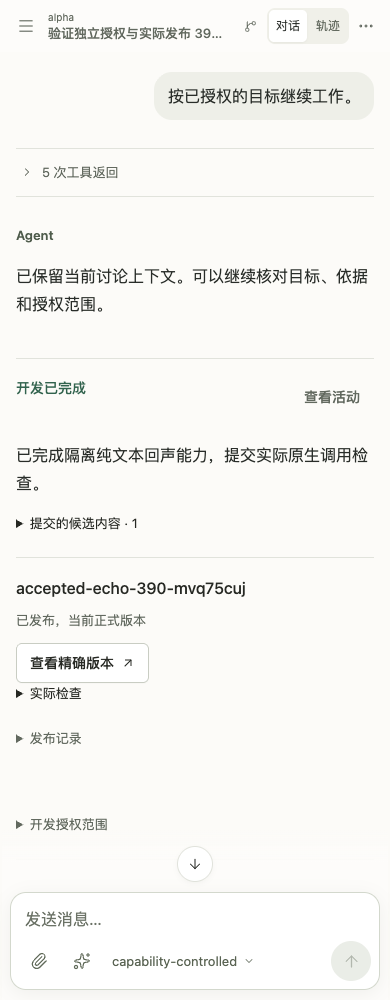 alpha
验证独立授权与实际发布 39...
对话
轨迹
按已授权的目标继续工作。
5 次工具返回
Agent
已保留当前讨论上下文。可以继续核对目标、依据
和授权范围。
开发已完成
查看活动
已完成隔离纯文本回声能力，提交实际原生调用检
查。
提交的候选内容 · 1
accepted-echo-390-mvq75cuj
已发布，当前正式版本
查看精确版本
实际检查
发布记录
开发授权范围
发送消息...
capability-controlled